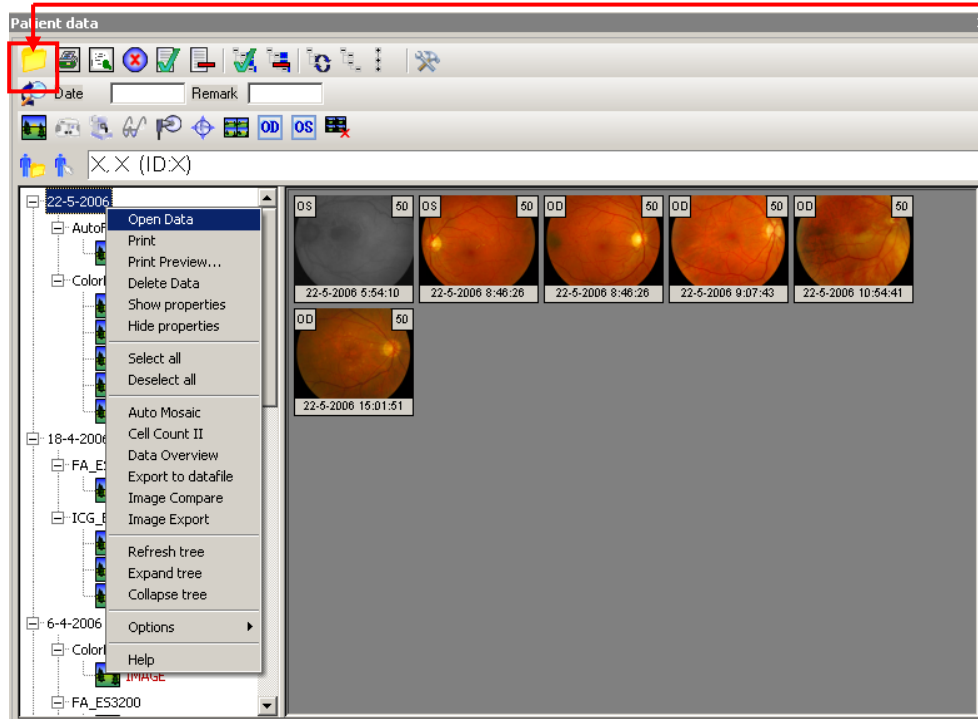 Patient data
Date Remark
OD OS
X, X (ID:X)
22-5-2006
Open Data
Print
Print Preview...
Delete Data
Show properties
Hide properties
Select all
Deselect all
Auto Mosaic
Cell Count II
Data Overview
Export to datafile
Image Compare
Image Export
Refresh tree
Expand tree
Collapse tree
Options
Help
18-4-2006
6-4-2006
IMAGE
FA_ES3200
OS 50 OS 50 OD 50 OD 50 OD 50
22-5-2006 5:54:10 22-5-2006 8:46:26 22-5-2006 8:46:26 22-5-2006 9:07:43 22-5-2006 10:54:41
OD 50
22-5-2006 15:01:51